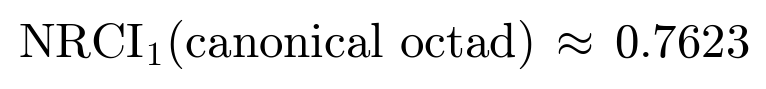 NRCI₁(canonical octad) ≈ 0.7623